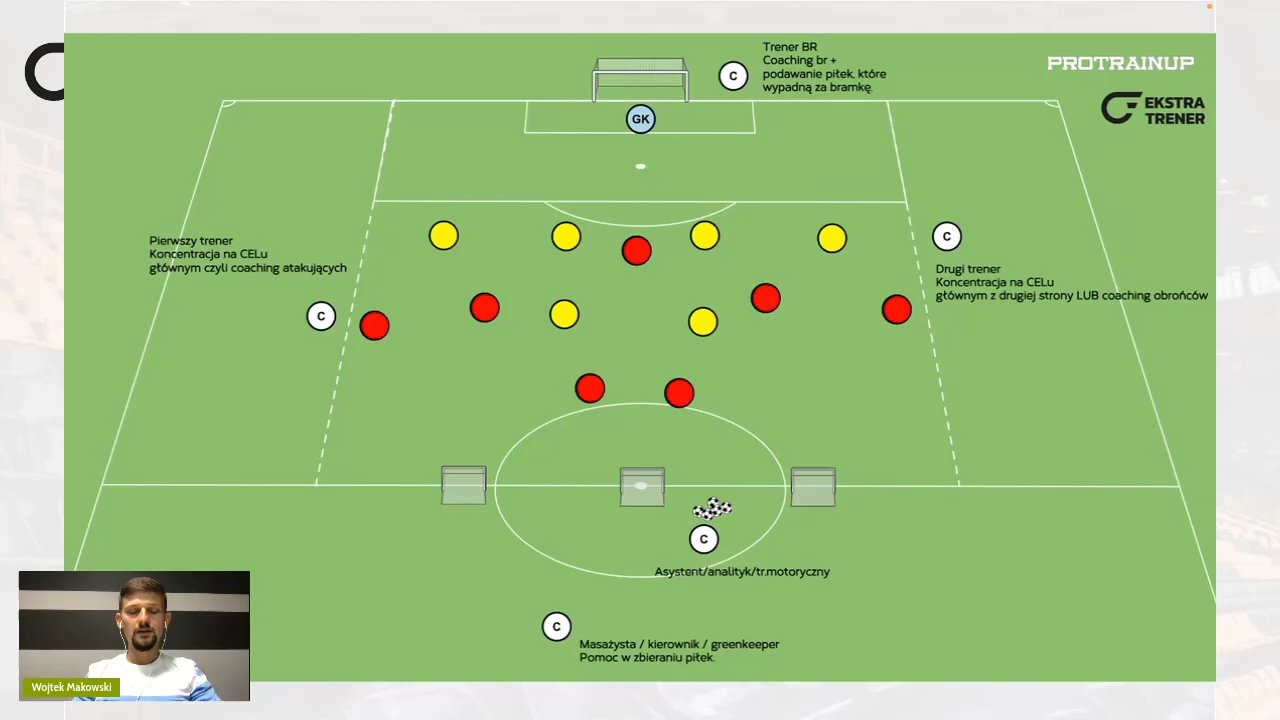 Trener BR
Coaching br +
podawanie piłek, które
wypadną za bramkę.
PROTRAINUP
EKSTRA
TRENER
C
GK
Pierwszy trener
Koncentracja na CELu
głównym czyli coaching atakujących
C
C
Drugi trener
Koncentracja na CELu
głównym z drugiej strony LUB coaching obrońców
C
Asystent/analityk/tr.motoryczny
C
Masażysta / kierownik / greenkeeper
Pomoc w zbieraniu piłek.
Wojtek Makowski